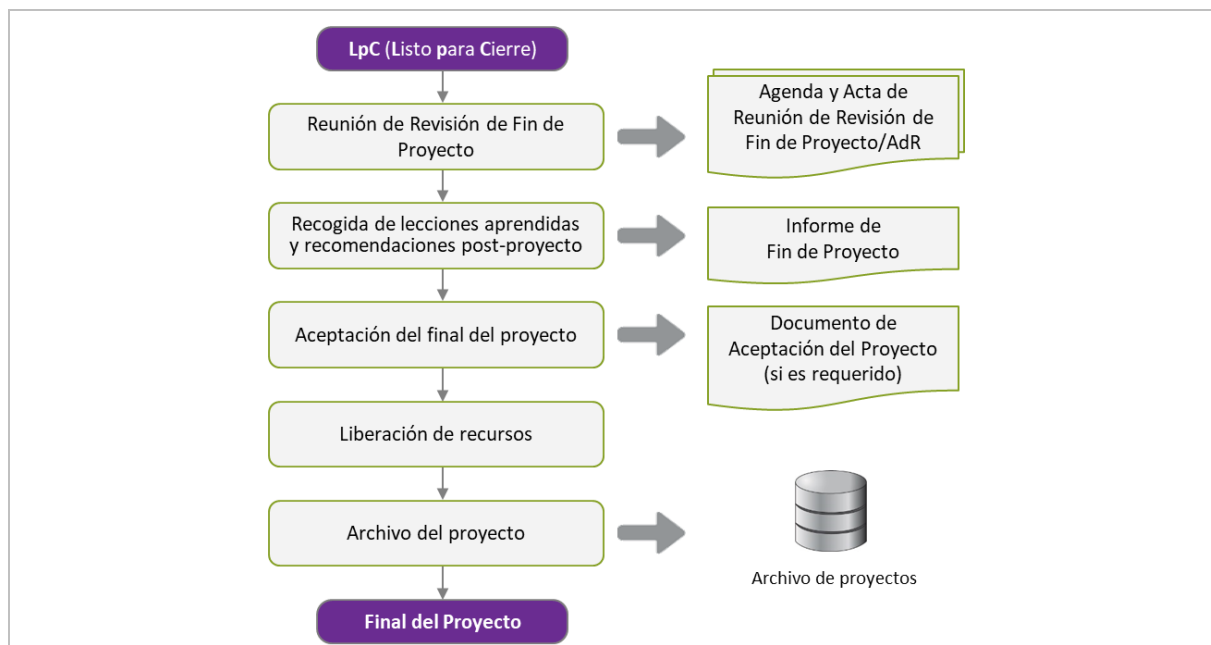 LpC (Listo para Cierre)
Reunión de Revisión de Fin de
Proyecto
Agenda y Acta de
Reunión de Revisión de
Fin de Proyecto/AdR
Recogida de lecciones aprendidas
y recomendaciones post-proyecto
Informe de
Fin de Proyecto
Aceptación del final del proyecto
Documento de
Aceptación del Proyecto
(si es requerido)
Liberación de recursos
Archivo del proyecto
Archivo de proyectos
Final del Proyecto